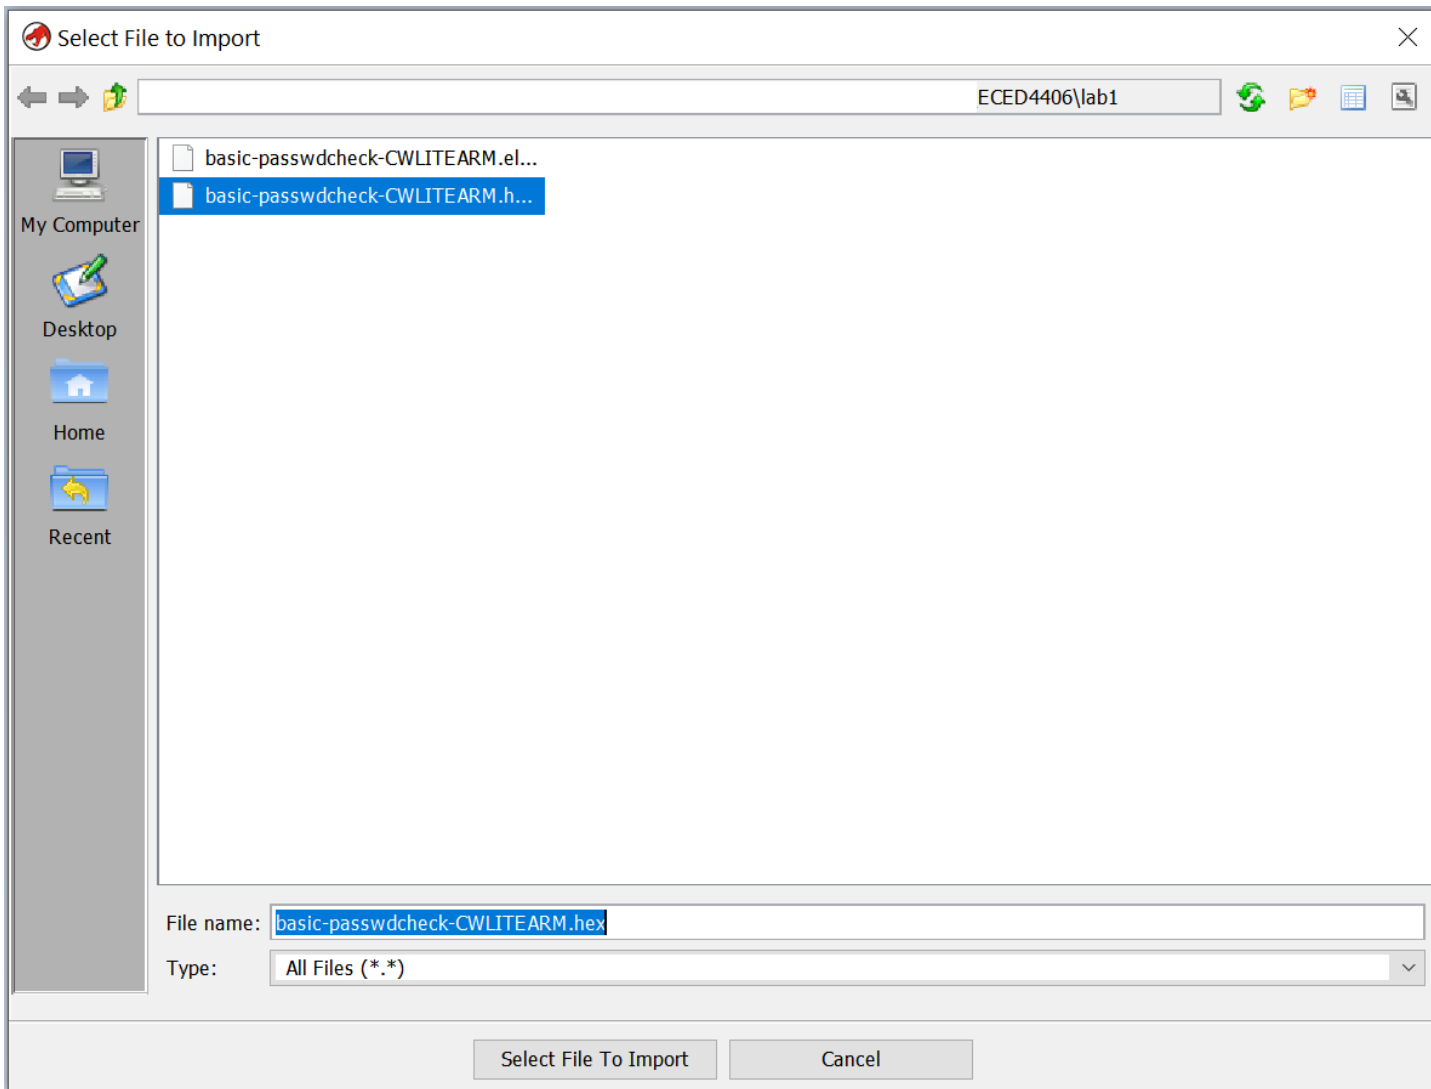 Select File to Import
ECED4406\lab1
My Computer
Desktop
Home
Recent
basic-passwdcheck-CWLITEARM.el...
basic-passwdcheck-CWLITEARM.h...
File name: basic-passwdcheck-CWLITEARM.hex
Type: All Files (*.*)
Select File To Import Cancel